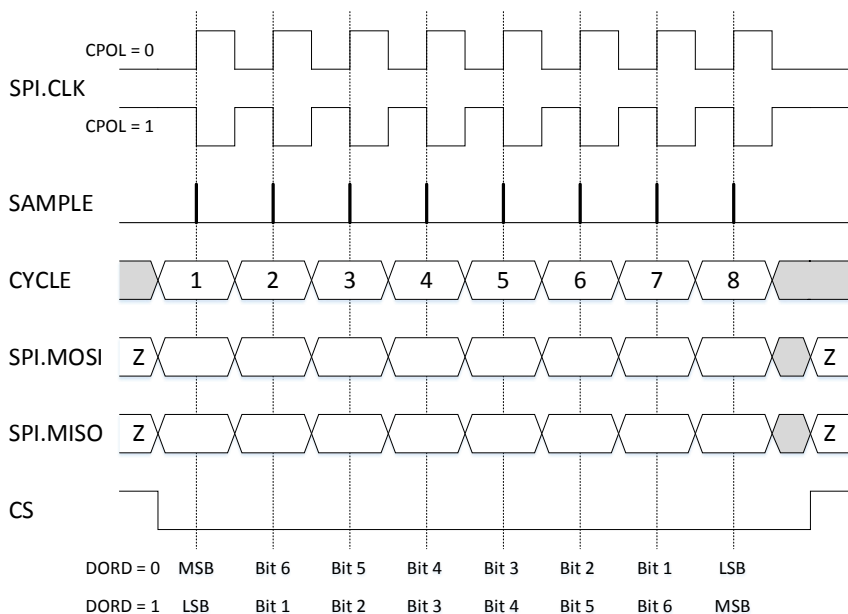 CPOL = 0
SPI.CLK
CPOL = 1
SAMPLE
CYCLE 1 2 3 4 5 6 7 8
SPI.MOSI Z Z
SPI.MISO Z Z
CS
DORD = 0 MSB Bit 6 Bit 5 Bit 4 Bit 3 Bit 2 Bit 1 LSB
DORD = 1 LSB Bit 1 Bit 2 Bit 3 Bit 4 Bit 5 Bit 6 MSB